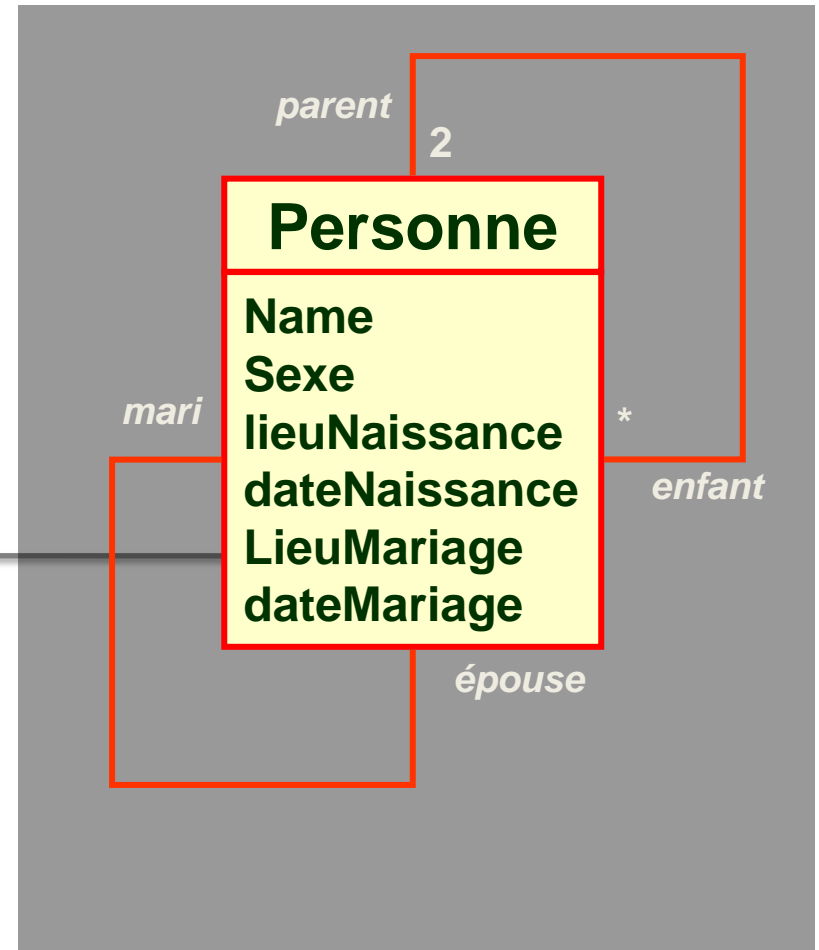 parent
2
Personne
Name
Sexe
mari
lieuNaissance
*
dateNaissance
enfant
LieuMariage
dateMariage
épouse